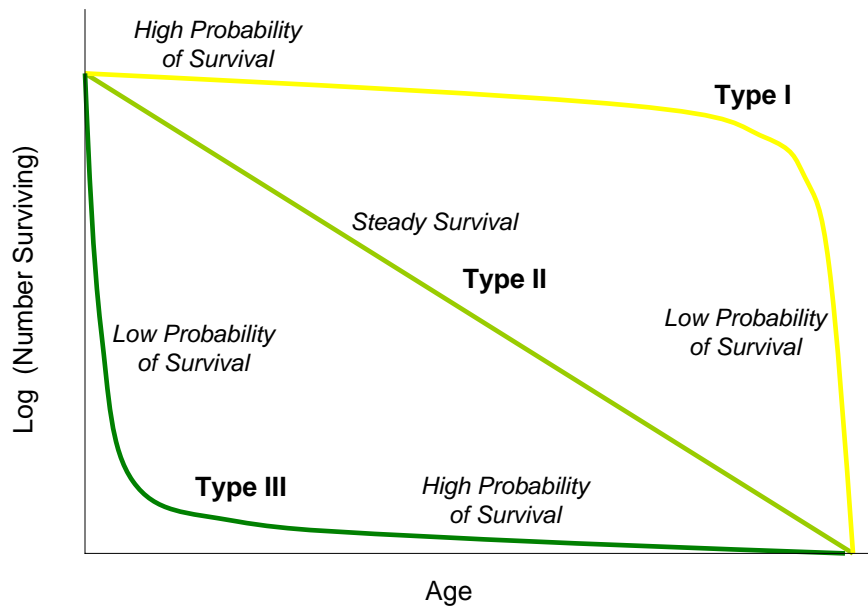 High Probability
of Survival
Type I
Steady Survival
Type II
Low Probability
of Survival
Low Probability
of Survival
Type III
High Probability
of Survival
Log (Number Surviving)
Age